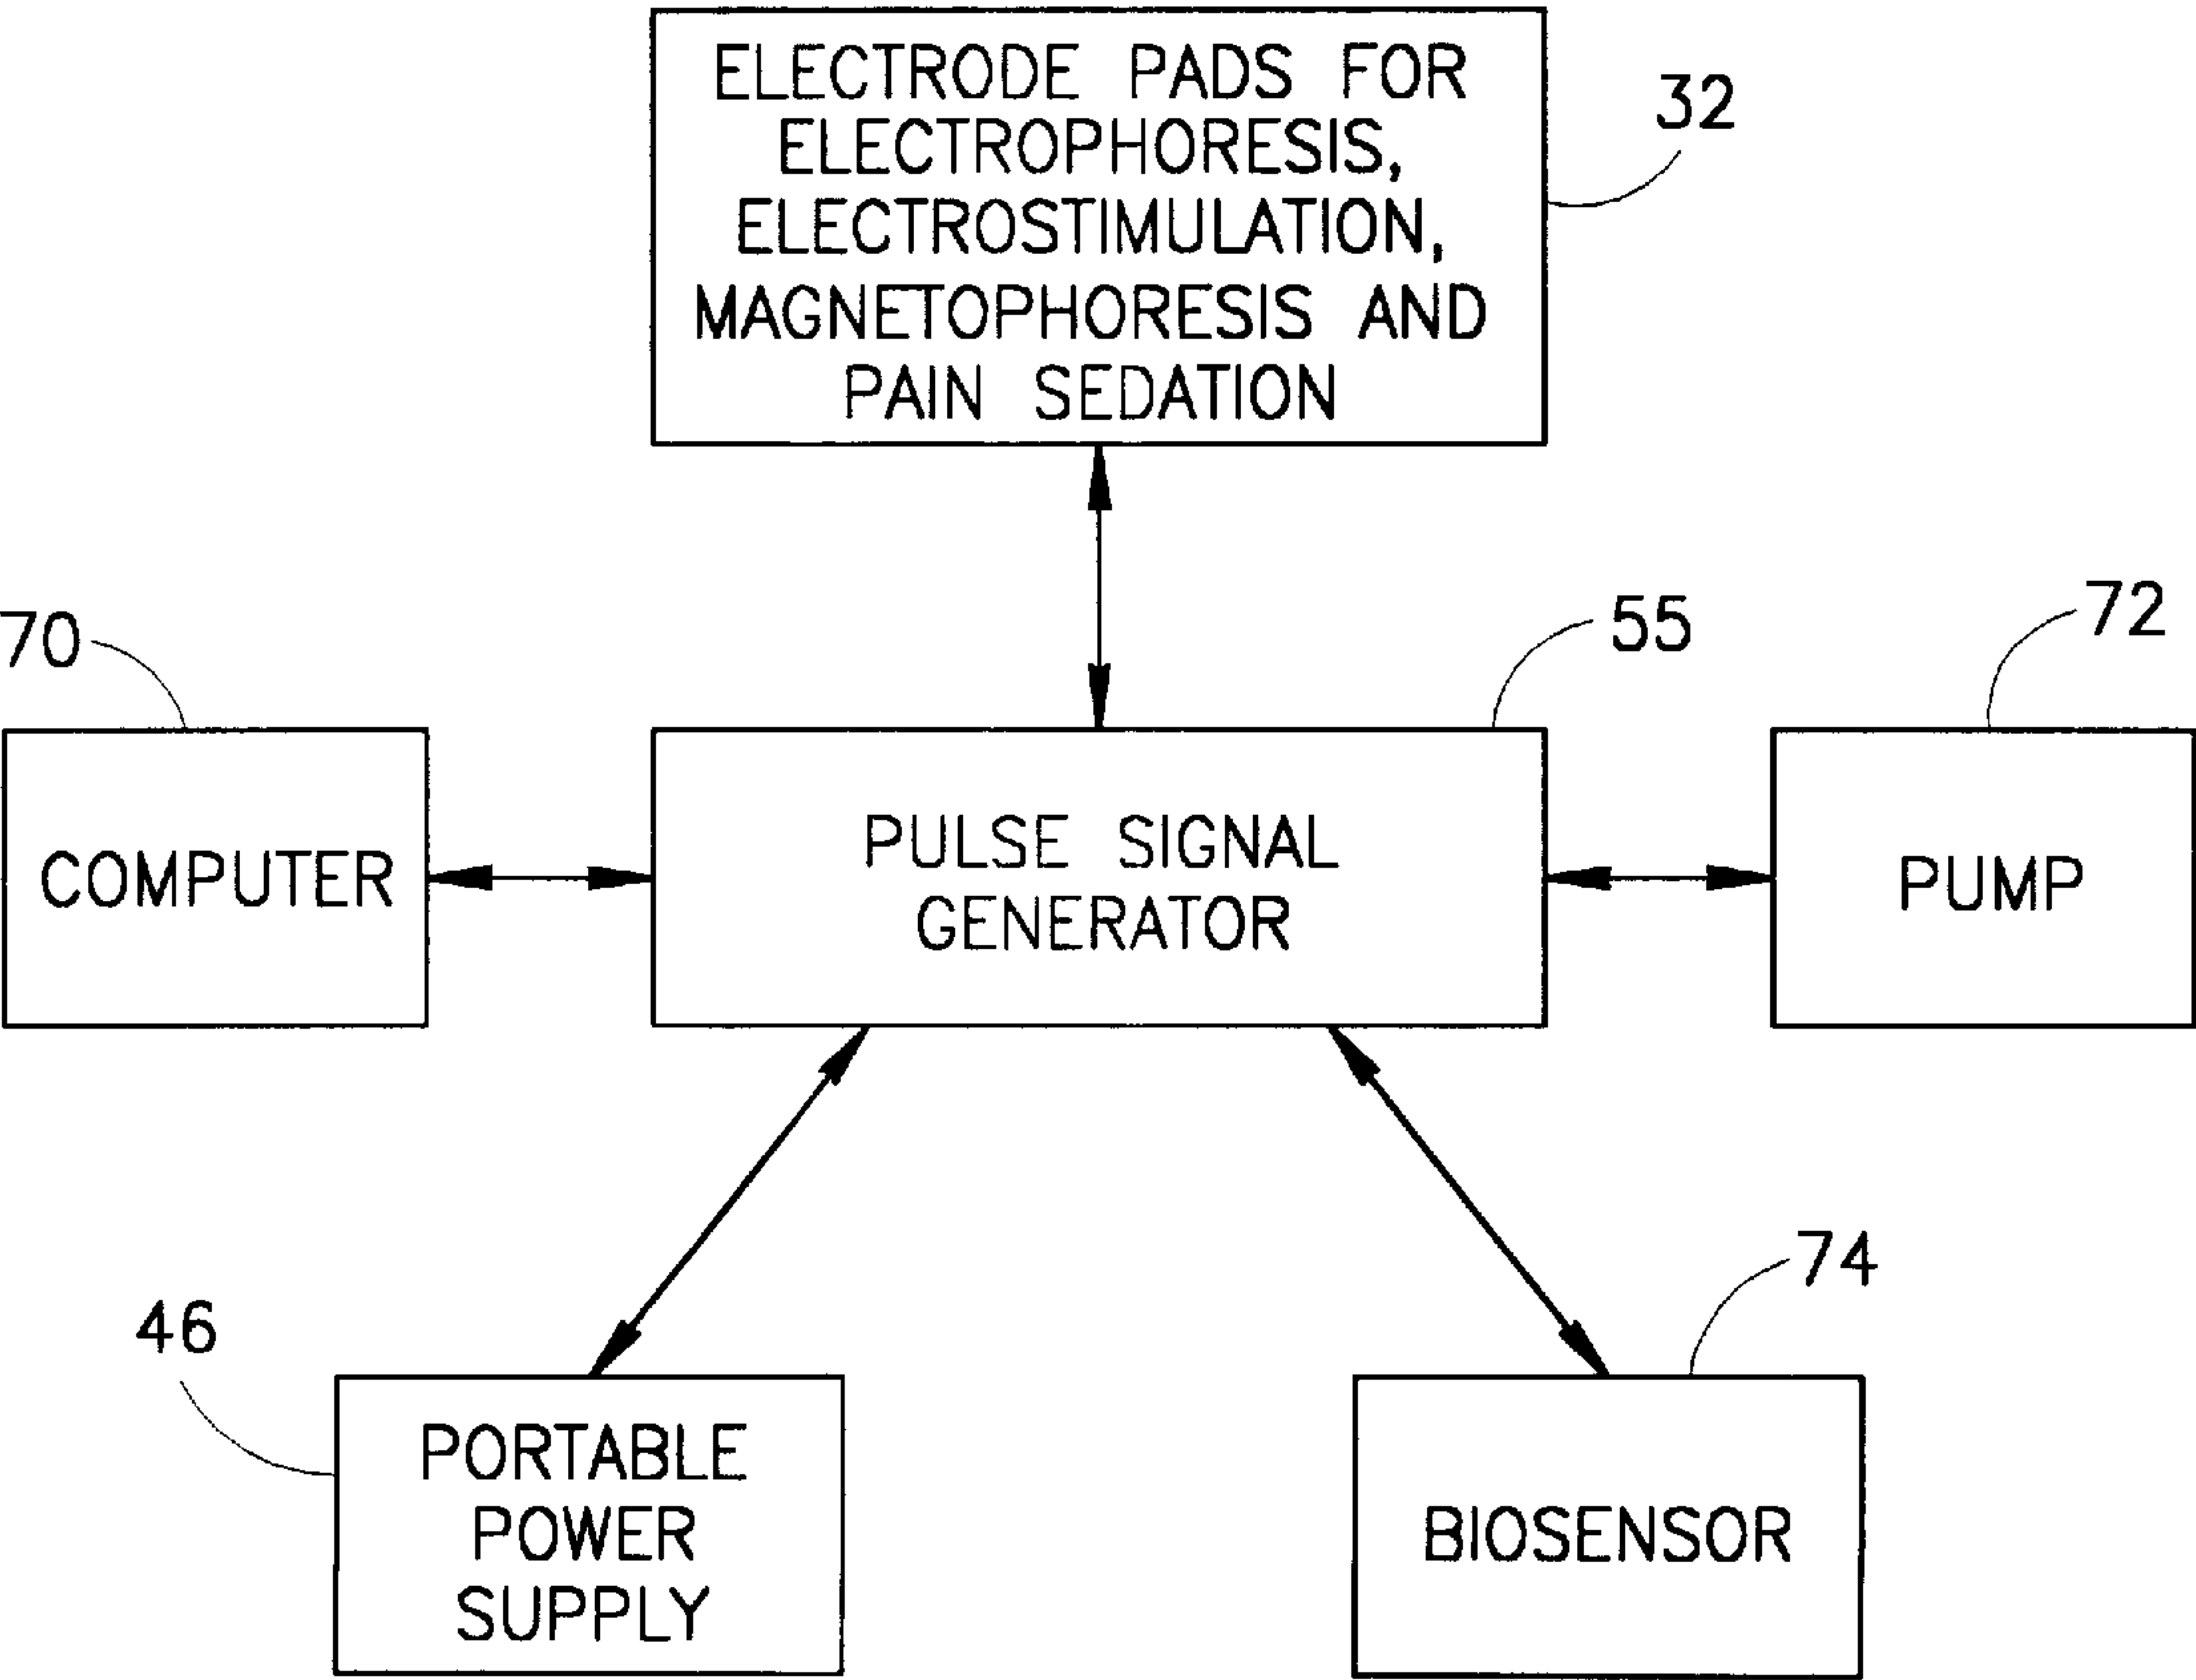 ELECTRODE PADS FOR
ELECTROPHORESIS,
ELECTROSTIMULATION,
MAGNETOPHORESIS AND
PAIN SEDATION
32
70
55
72
COMPUTER
PULSE SIGNAL
GENERATOR
PUMP
46
74
PORTABLE
POWER
SUPPLY
BIOSENSOR